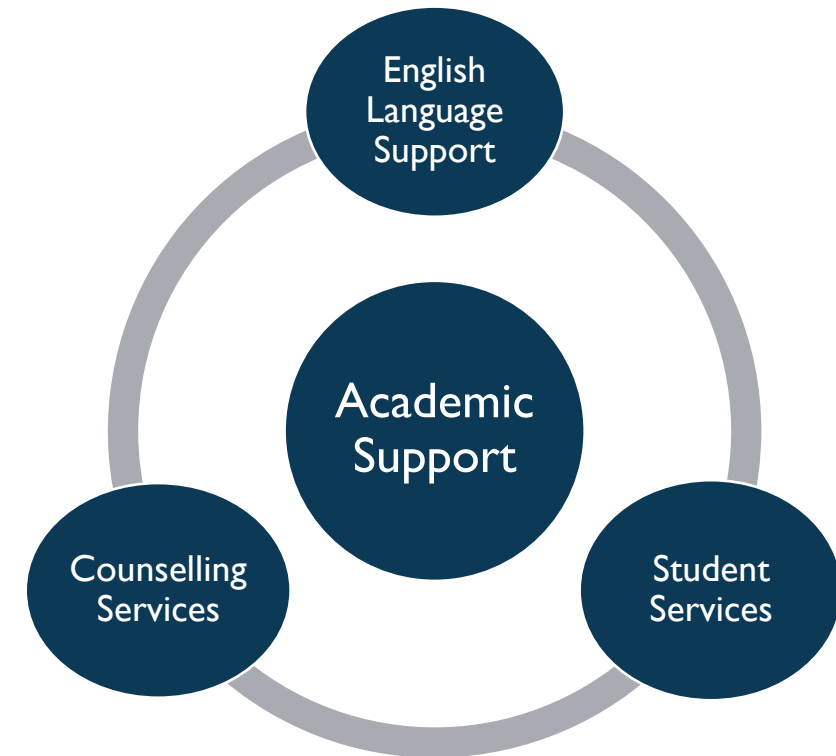 English
Language
Support
Academic
Support
Counselling
Services
Student
Services